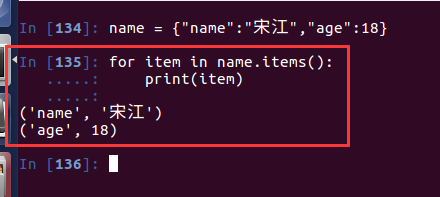 In [134]: name = {"name":"宋江","age":18}
In [135]: for item in name.items():
.....:     print(item)
.....:
('name', '宋江')
('age', 18)
In [136]: